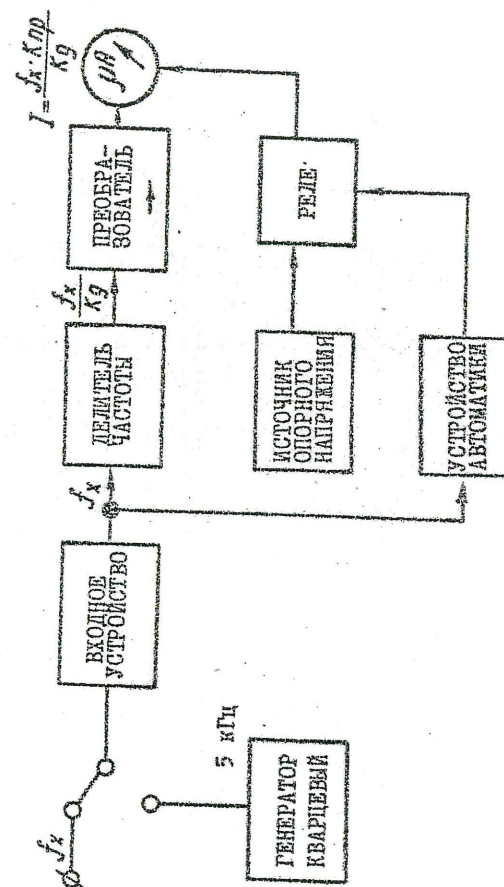 fx
ВХОДНОЕ
УСТРОЙСТВО
fx
ДЕЛИТЕЛЬ
ЧАСТОТЫ
fx
Kд
ПРЕОБРА-
ЗОВАТЕЛЬ
I = fx · Kпр
Kд
μA
5 кГц
ГЕНЕРАТОР
КВАРЦЕВЫЙ
ИСТОЧНИК
ОПОРНОГО
НАПРЯЖЕНИЯ
РЕЛЕ
УСТРОЙСТВО
АВТОМАТИКИ